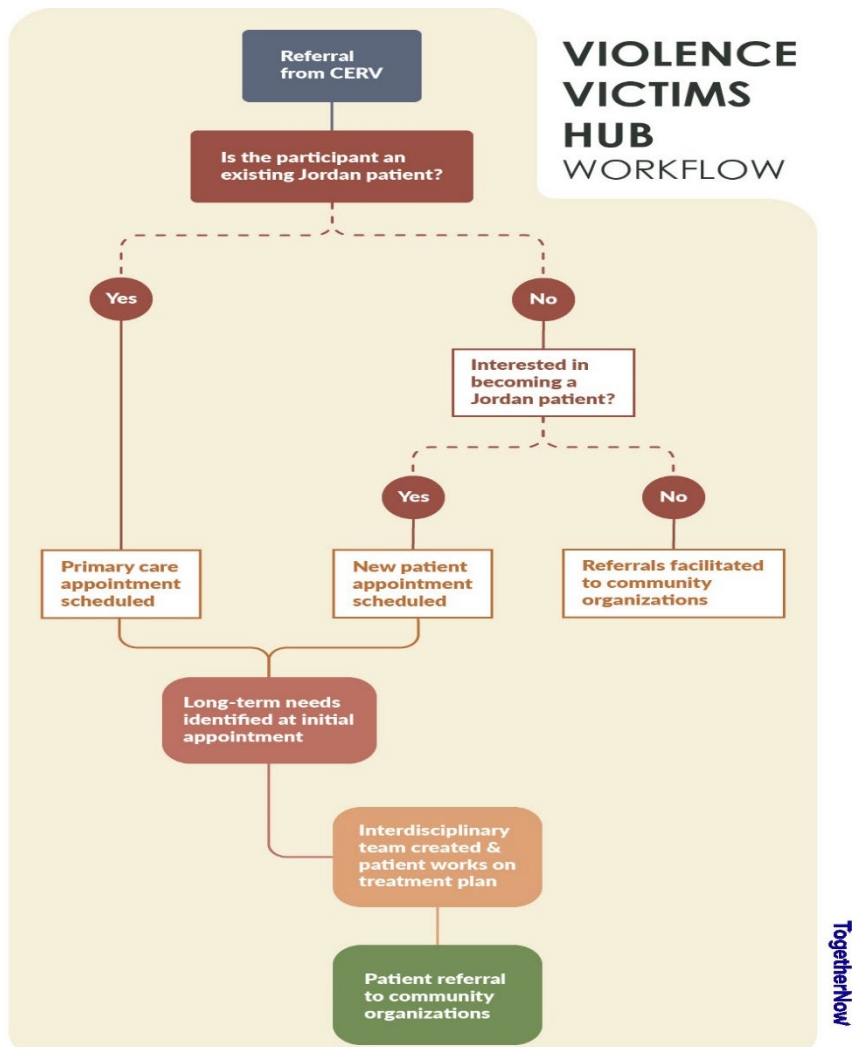 VIOLENCE
VICTIMS
HUB
WORKFLOW
Referral
from CERV
Is the participant an
existing Jordan patient?
Yes
No
Interested in
becoming a
Jordan patient?
Yes
No
Primary care
appointment
scheduled
New patient
appointment
scheduled
Referrals facilitated
to community
organizations
Long-term needs
identified at initial
appointment
Interdisciplinary
team created &
patient works on
treatment plan
Patient referral
to community
organizations
TogetherNow